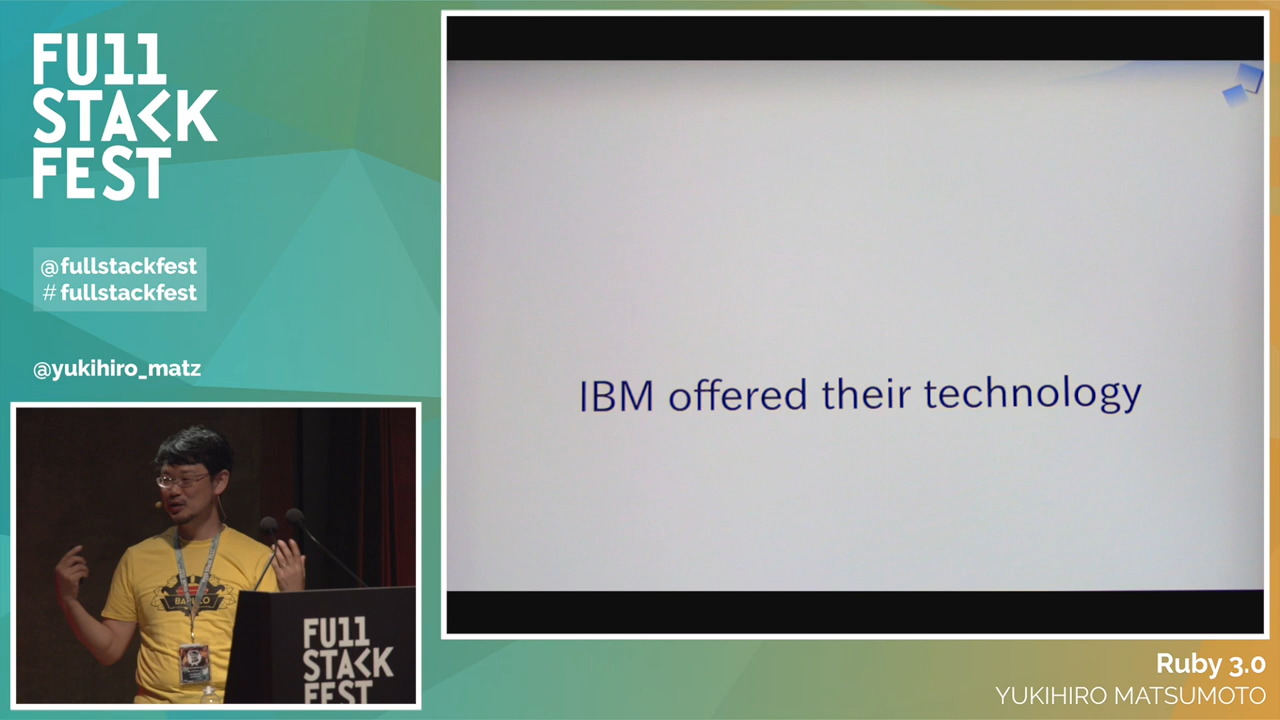 FU11
STACK
FEST
@fullstackfest
# fullstackfest
@yukihiro_matz
IBM offered their technology
FU11
STACK
FEST
Ruby 3.0
YUKIHIRO MATSUMOTO